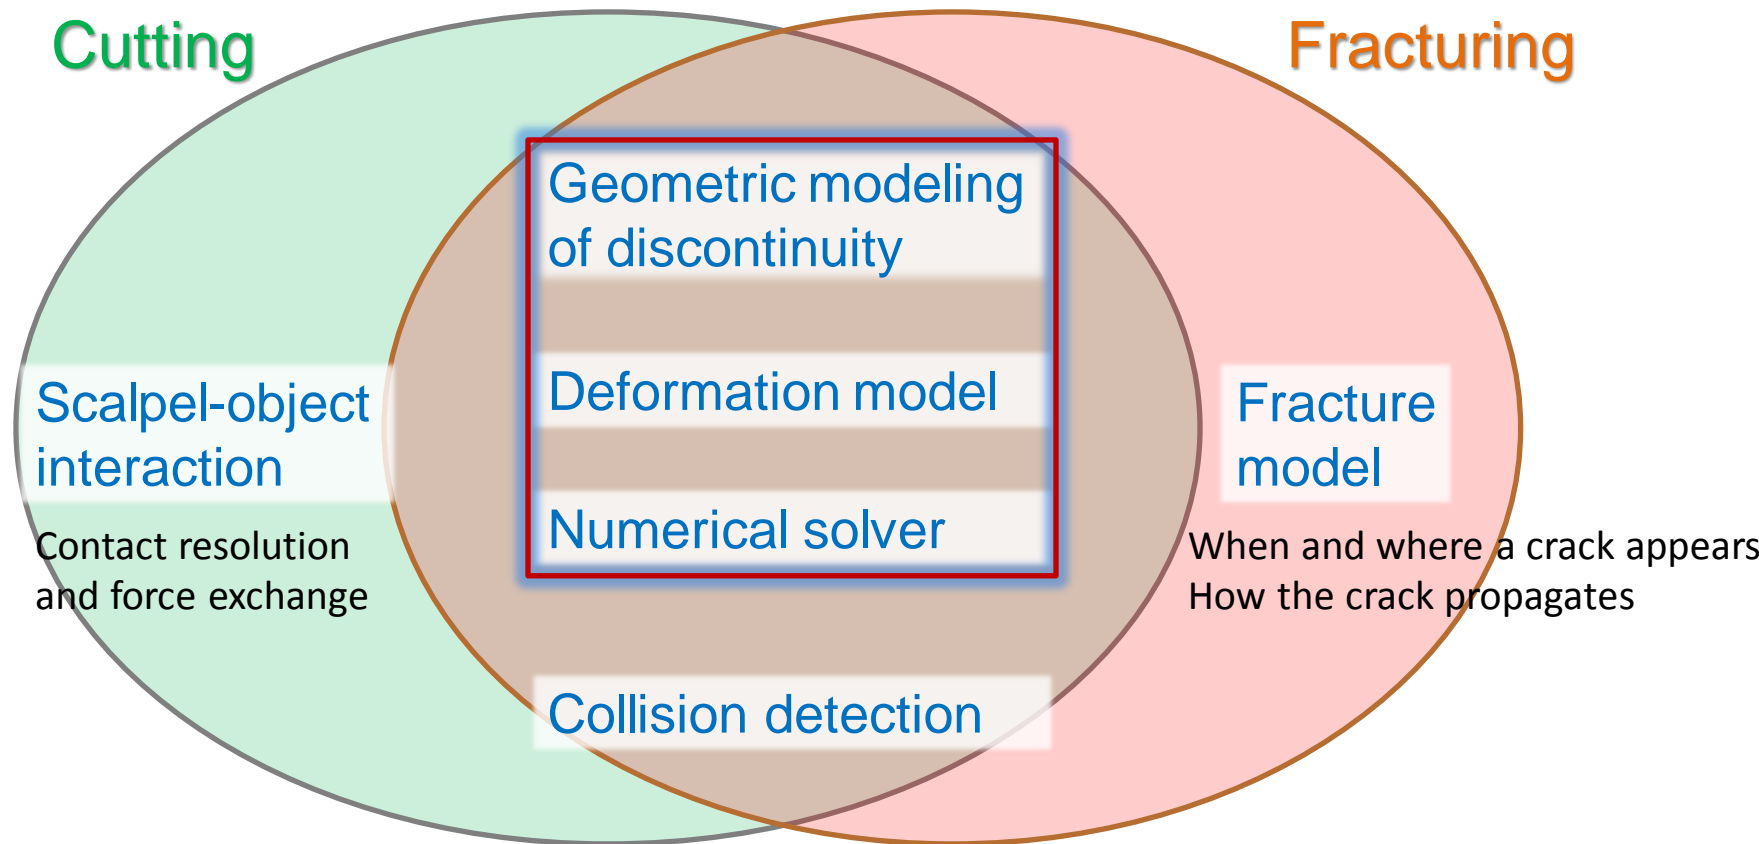 Cutting
Fracturing
Geometric modeling
of discontinuity
Deformation model
Numerical solver
Collision detection
Scalpel-object
interaction
Contact resolution
and force exchange
Fracture
model
When and where a crack appears
How the crack propagates